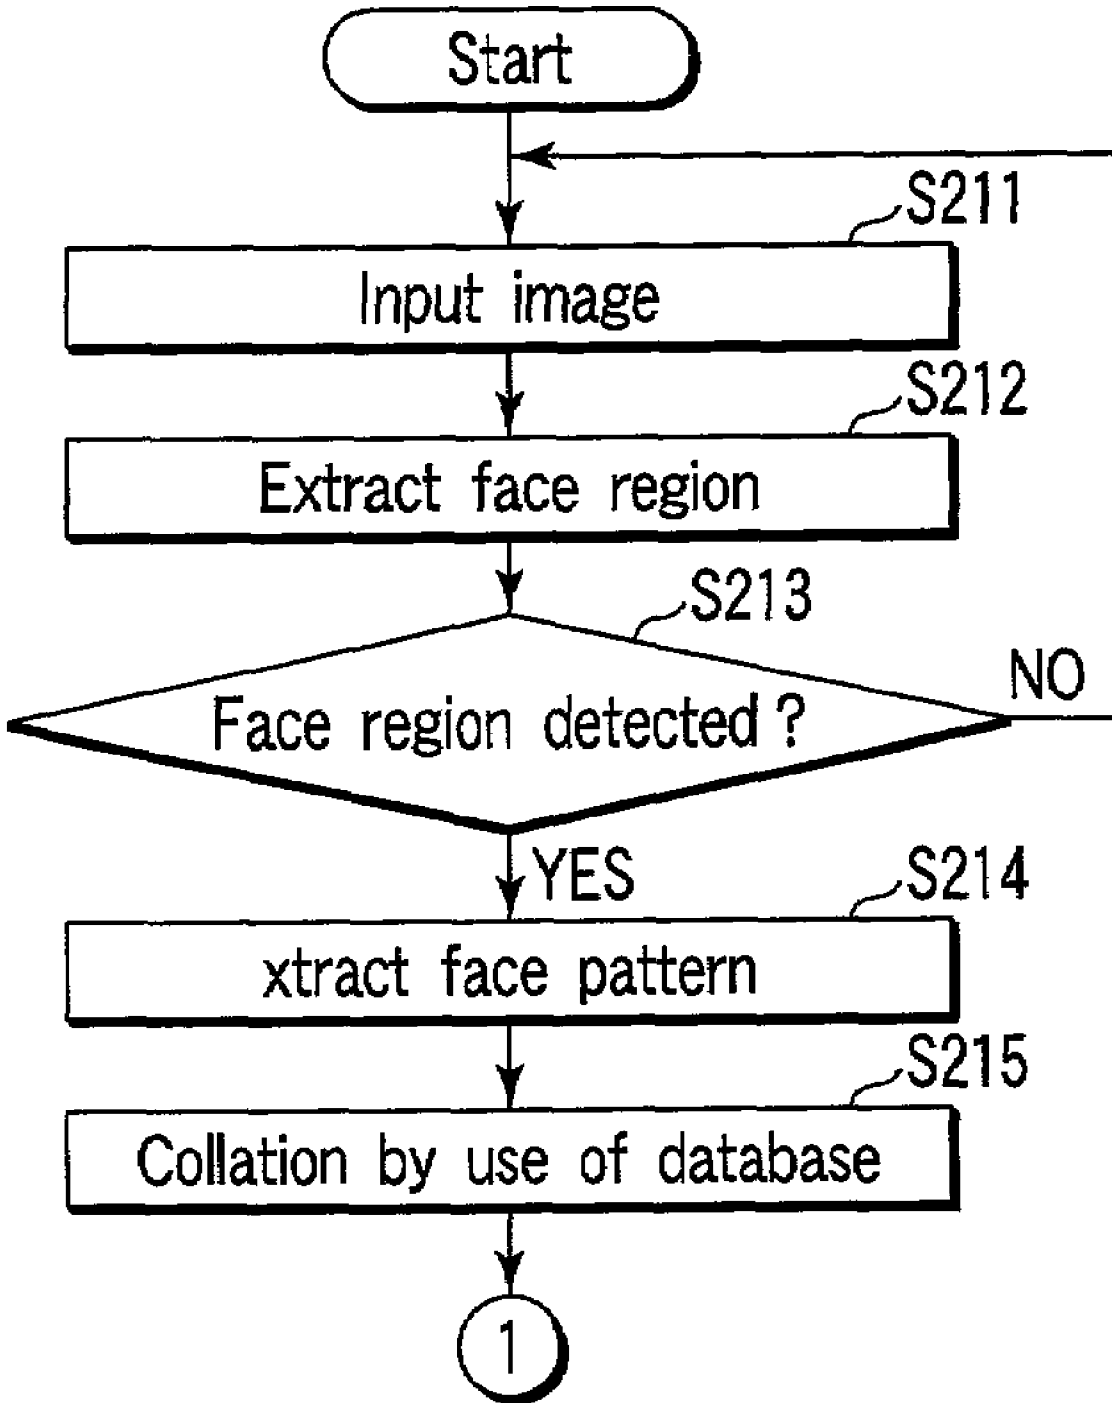 Start
S211
Input image
S212
Extract face region
S213
Face region detected ?
NO
YES
S214
xtract face pattern
S215
Collation by use of database
1